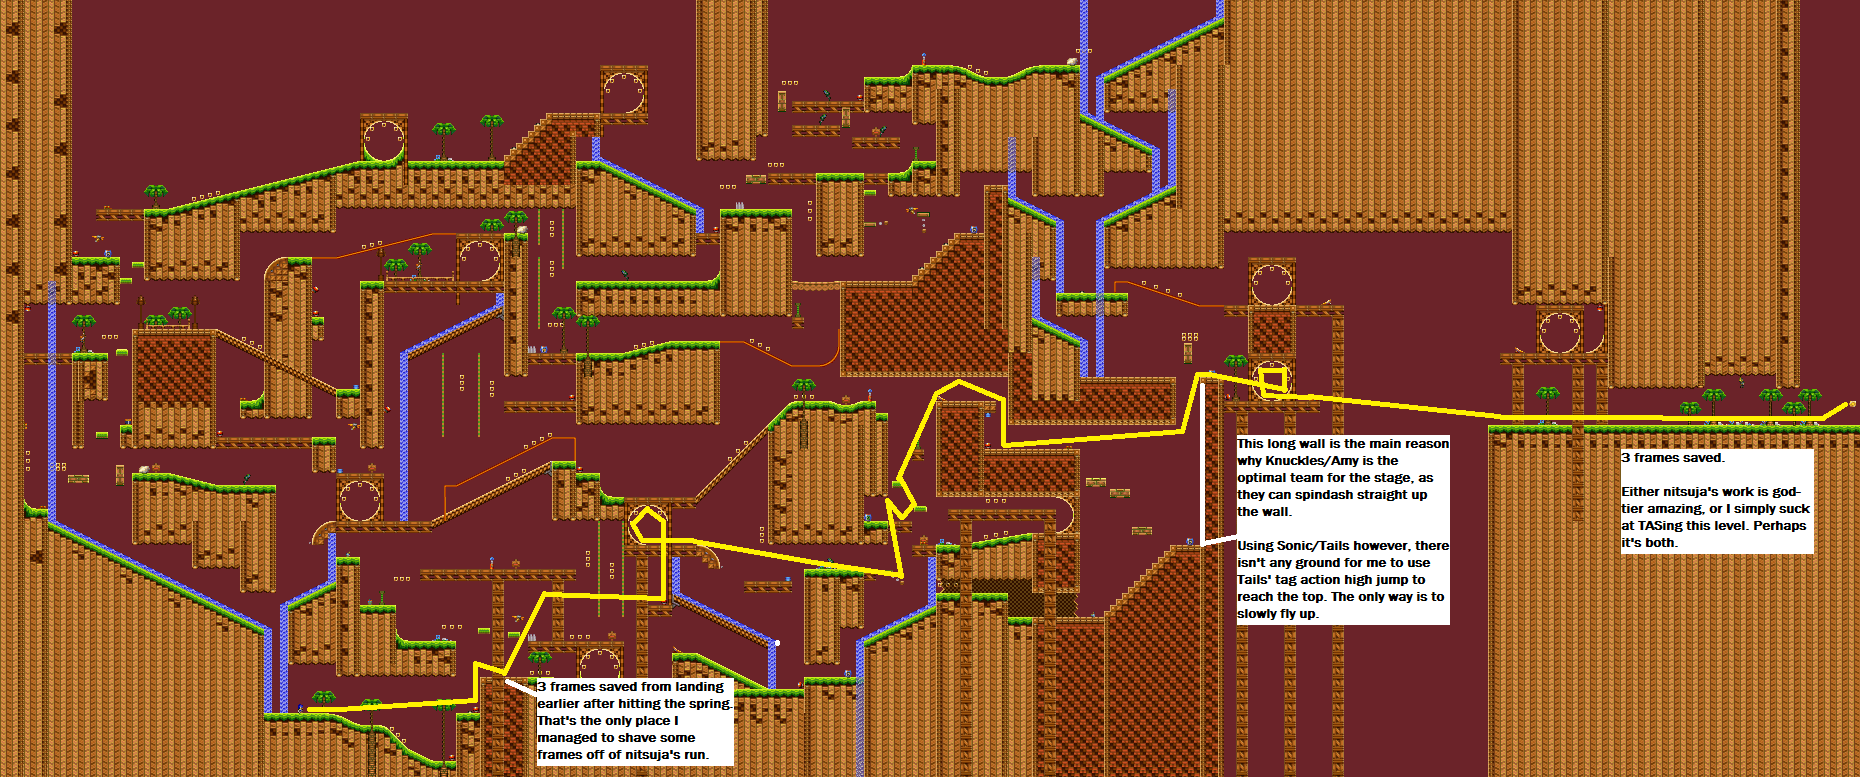 This long wall is the main reason
why Knuckles/Amy is the
optimal team for the stage, as
they can spindash straight up
the wall.
Using Sonic/Tails however, there
isn't any ground for me to use
Tails' tag action high jump to
reach the top. The only way is to
slowly fly up.
3 frames saved.
Either nitsuja's work is god-
tier amazing, or I simply suck
at TASing this level. Perhaps
it's both.
3 frames saved from landing
earlier after hitting the spring.
That's the only place I
managed to shave some
frames off of nitsuja's run.